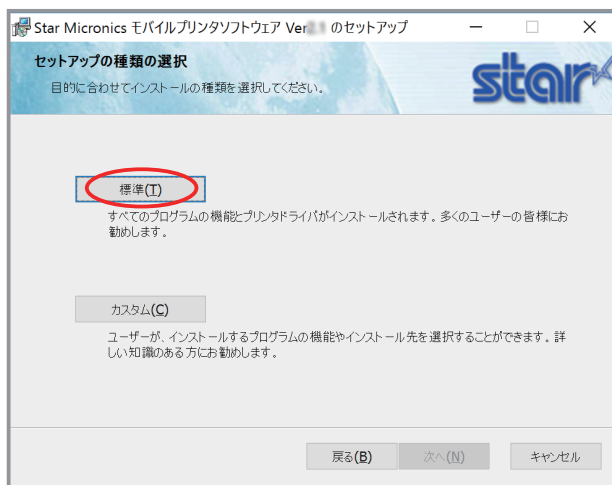 Star Micronics モバイルプリンタソフトウェア Ver のセットアップ
セットアップの種類の選択
目的に合わせてインストールの種類を選択してください。
star
標準(T)
すべてのプログラムの機能とプリンタドライバがインストールされます。多くのユーザーの皆様にお
勧めします。
カスタム(C)
ユーザーが、インストールするプログラムの機能やインストール先を選択することができます。詳
しい知識のある方にお勧めします。
戻る(B) 次へ(N) キャンセル